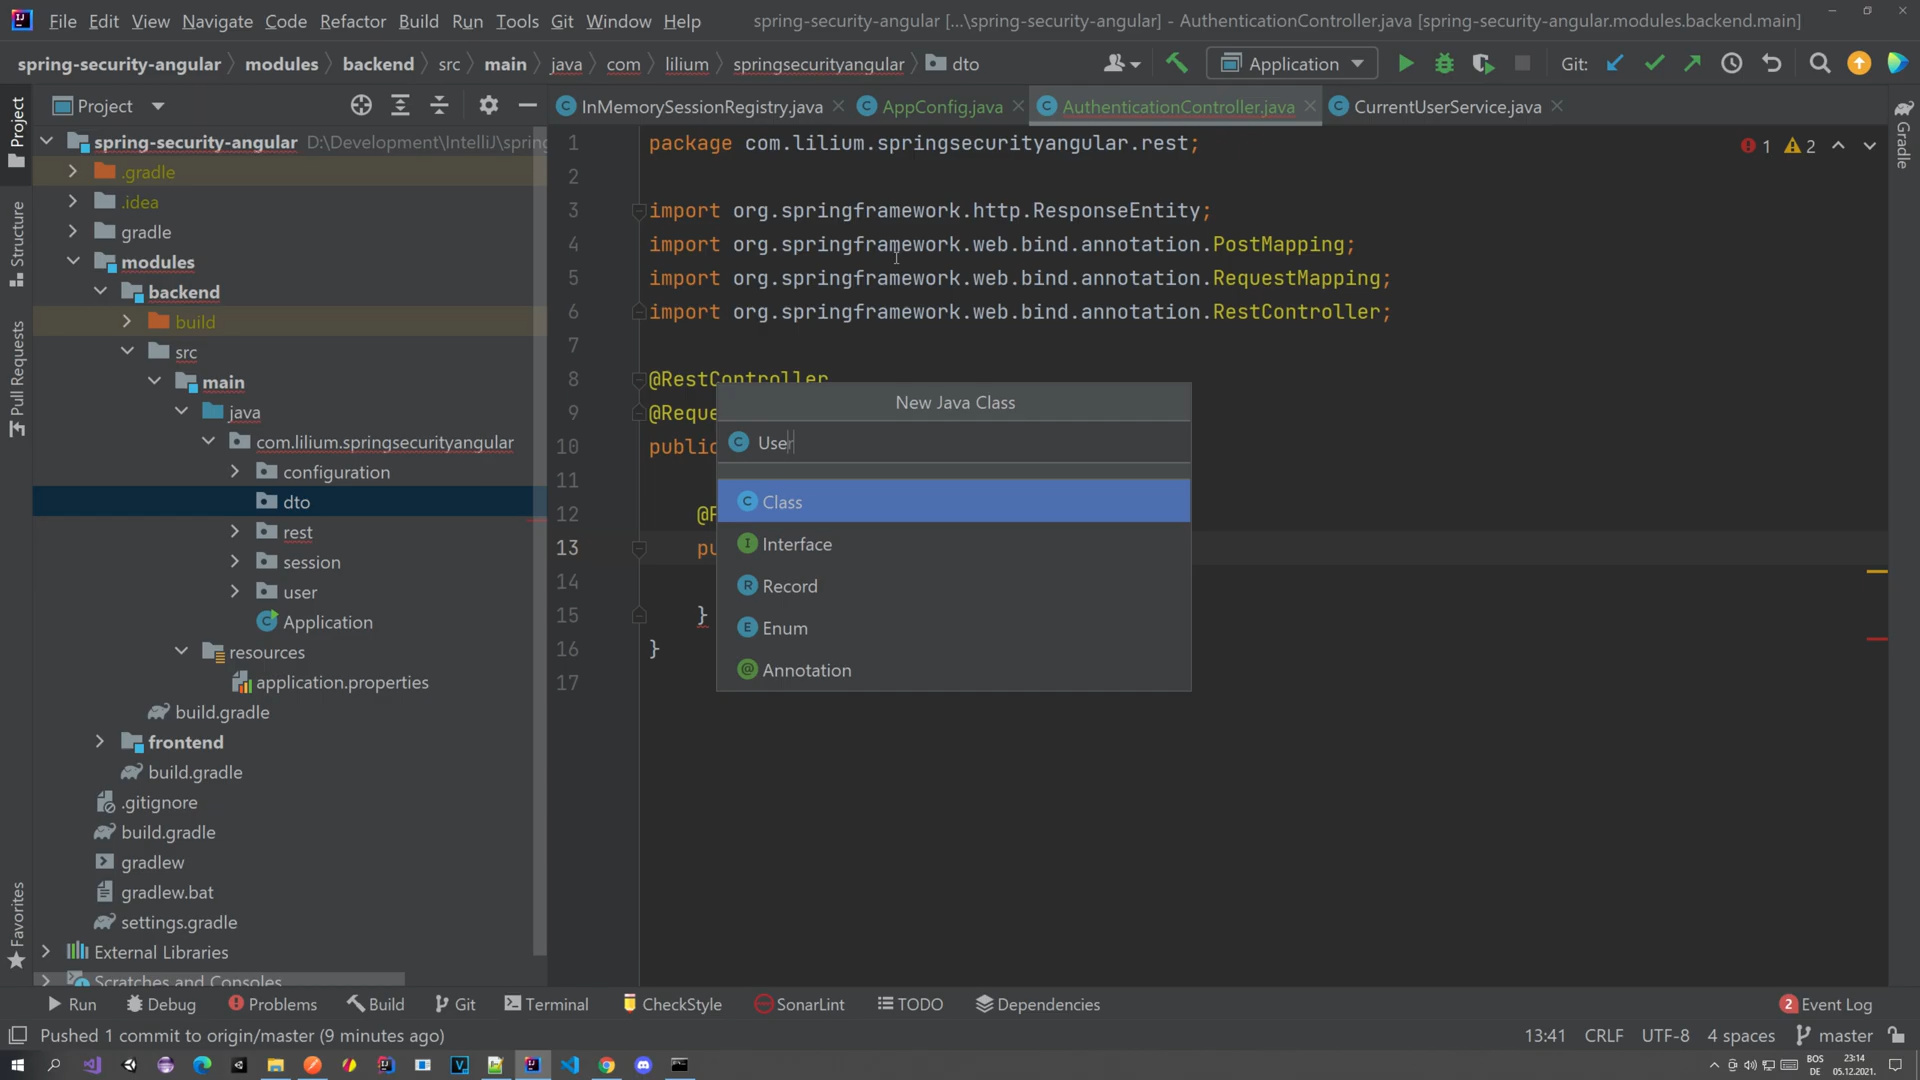 File Edit View Navigate Code Refactor Build Run Tools Git Window Help spring-security-angular [...\spring-security-angular] - AuthenticationController.java [spring-security-angular.modules.backend.main]
spring-security-angular modules backend src main java com lilium springsecurityangular dto Application Git:
Project InMemorySessionRegistry.java AppConfig.java AuthenticationController.java CurrentUserService.java
Project
Structure
Pull Requests
Favorites
Gradle
spring-security-angular D:\Development\IntelliJ\spring
.gradle
.idea
gradle
modules
backend
build
src
main
java
com.lilium.springsecurityangular
configuration
dto
rest
session
user
Application
resources
application.properties
build.gradle
frontend
build.gradle
.gitignore
build.gradle
gradlew
gradlew.bat
settings.gradle
External Libraries
Scratches and Consoles
1 package com.lilium.springsecurityangular.rest;
1 2
2
3 import org.springframework.http.ResponseEntity;
4 import org.springframework.web.bind.annotation.PostMapping;
5 import org.springframework.web.bind.annotation.RequestMapping;
6 import org.springframework.web.bind.annotation.RestController;
7
8 @RestController
9 @Reque
10 public
11
12 @P
13 pu
14
15 }
16 }
17
New Java Class
User
Class
Interface
Record
Enum
Annotation
Run Debug Problems Build Git Terminal CheckStyle SonarLint TODO Dependencies 2 Event Log
Pushed 1 commit to origin/master (9 minutes ago) 13:41 CRLF UTF-8 4 spaces master
BOS
DE
23:14
05.12.2021.